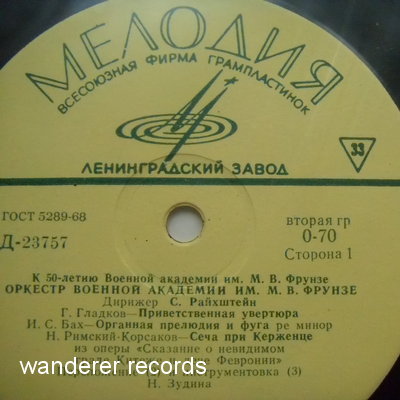 МЕЛОДИЯ
ВСЕСОЮЗНАЯ ФИРМА ГРАМПЛАСТИНОК
33
ЛЕНИНГРАДСКИЙ ЗАВОД
ГОСТ 5289-68
Д-23757
вторая гр
0-70
Сторона 1
К 50-летию Военной академии им. М. В. Фрунзе
ОРКЕСТР ВОЕННОЙ АКАДЕМИИ ИМ. М. В. ФРУНЗЕ
Дирижер С. Райхштейн
Г. Гладков—Приветственная увертюра
И. С. Бах—Органная прелюдия и фуга ре минор
Н. Римский-Корсаков—Сеча при Керженце
из оперы «Сказание о невидимом
Февронии»
(3)
Н. Зудина
wanderer records